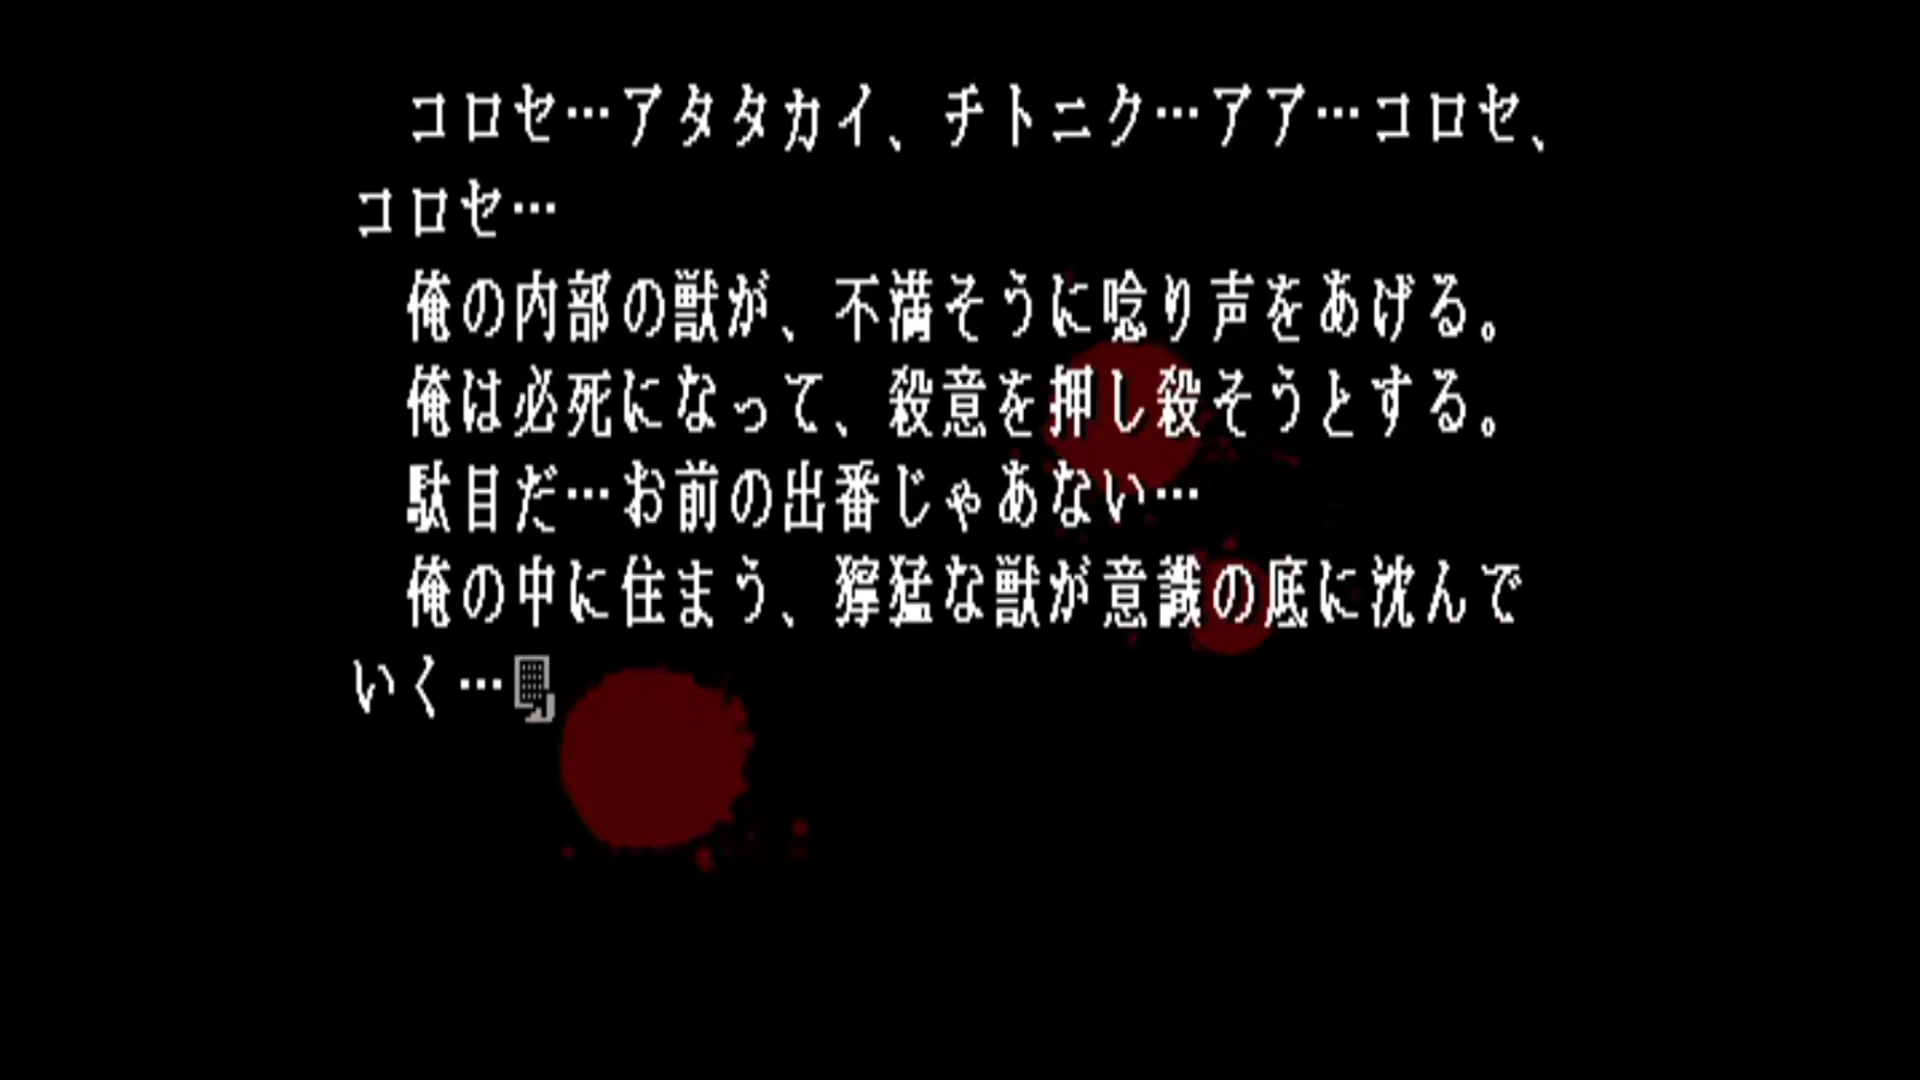 コロセ…アタタカイ、チトニク…アア…コロセ、
コロセ…
俺の内部の獣が、不満そうに唸り声をあげる。
俺は必死になって、殺意を押し殺そうとする。
駄目だ…お前の出番じゃあない…
俺の中に住まう、獰猛な獣が意識の底に沈んで
いく…